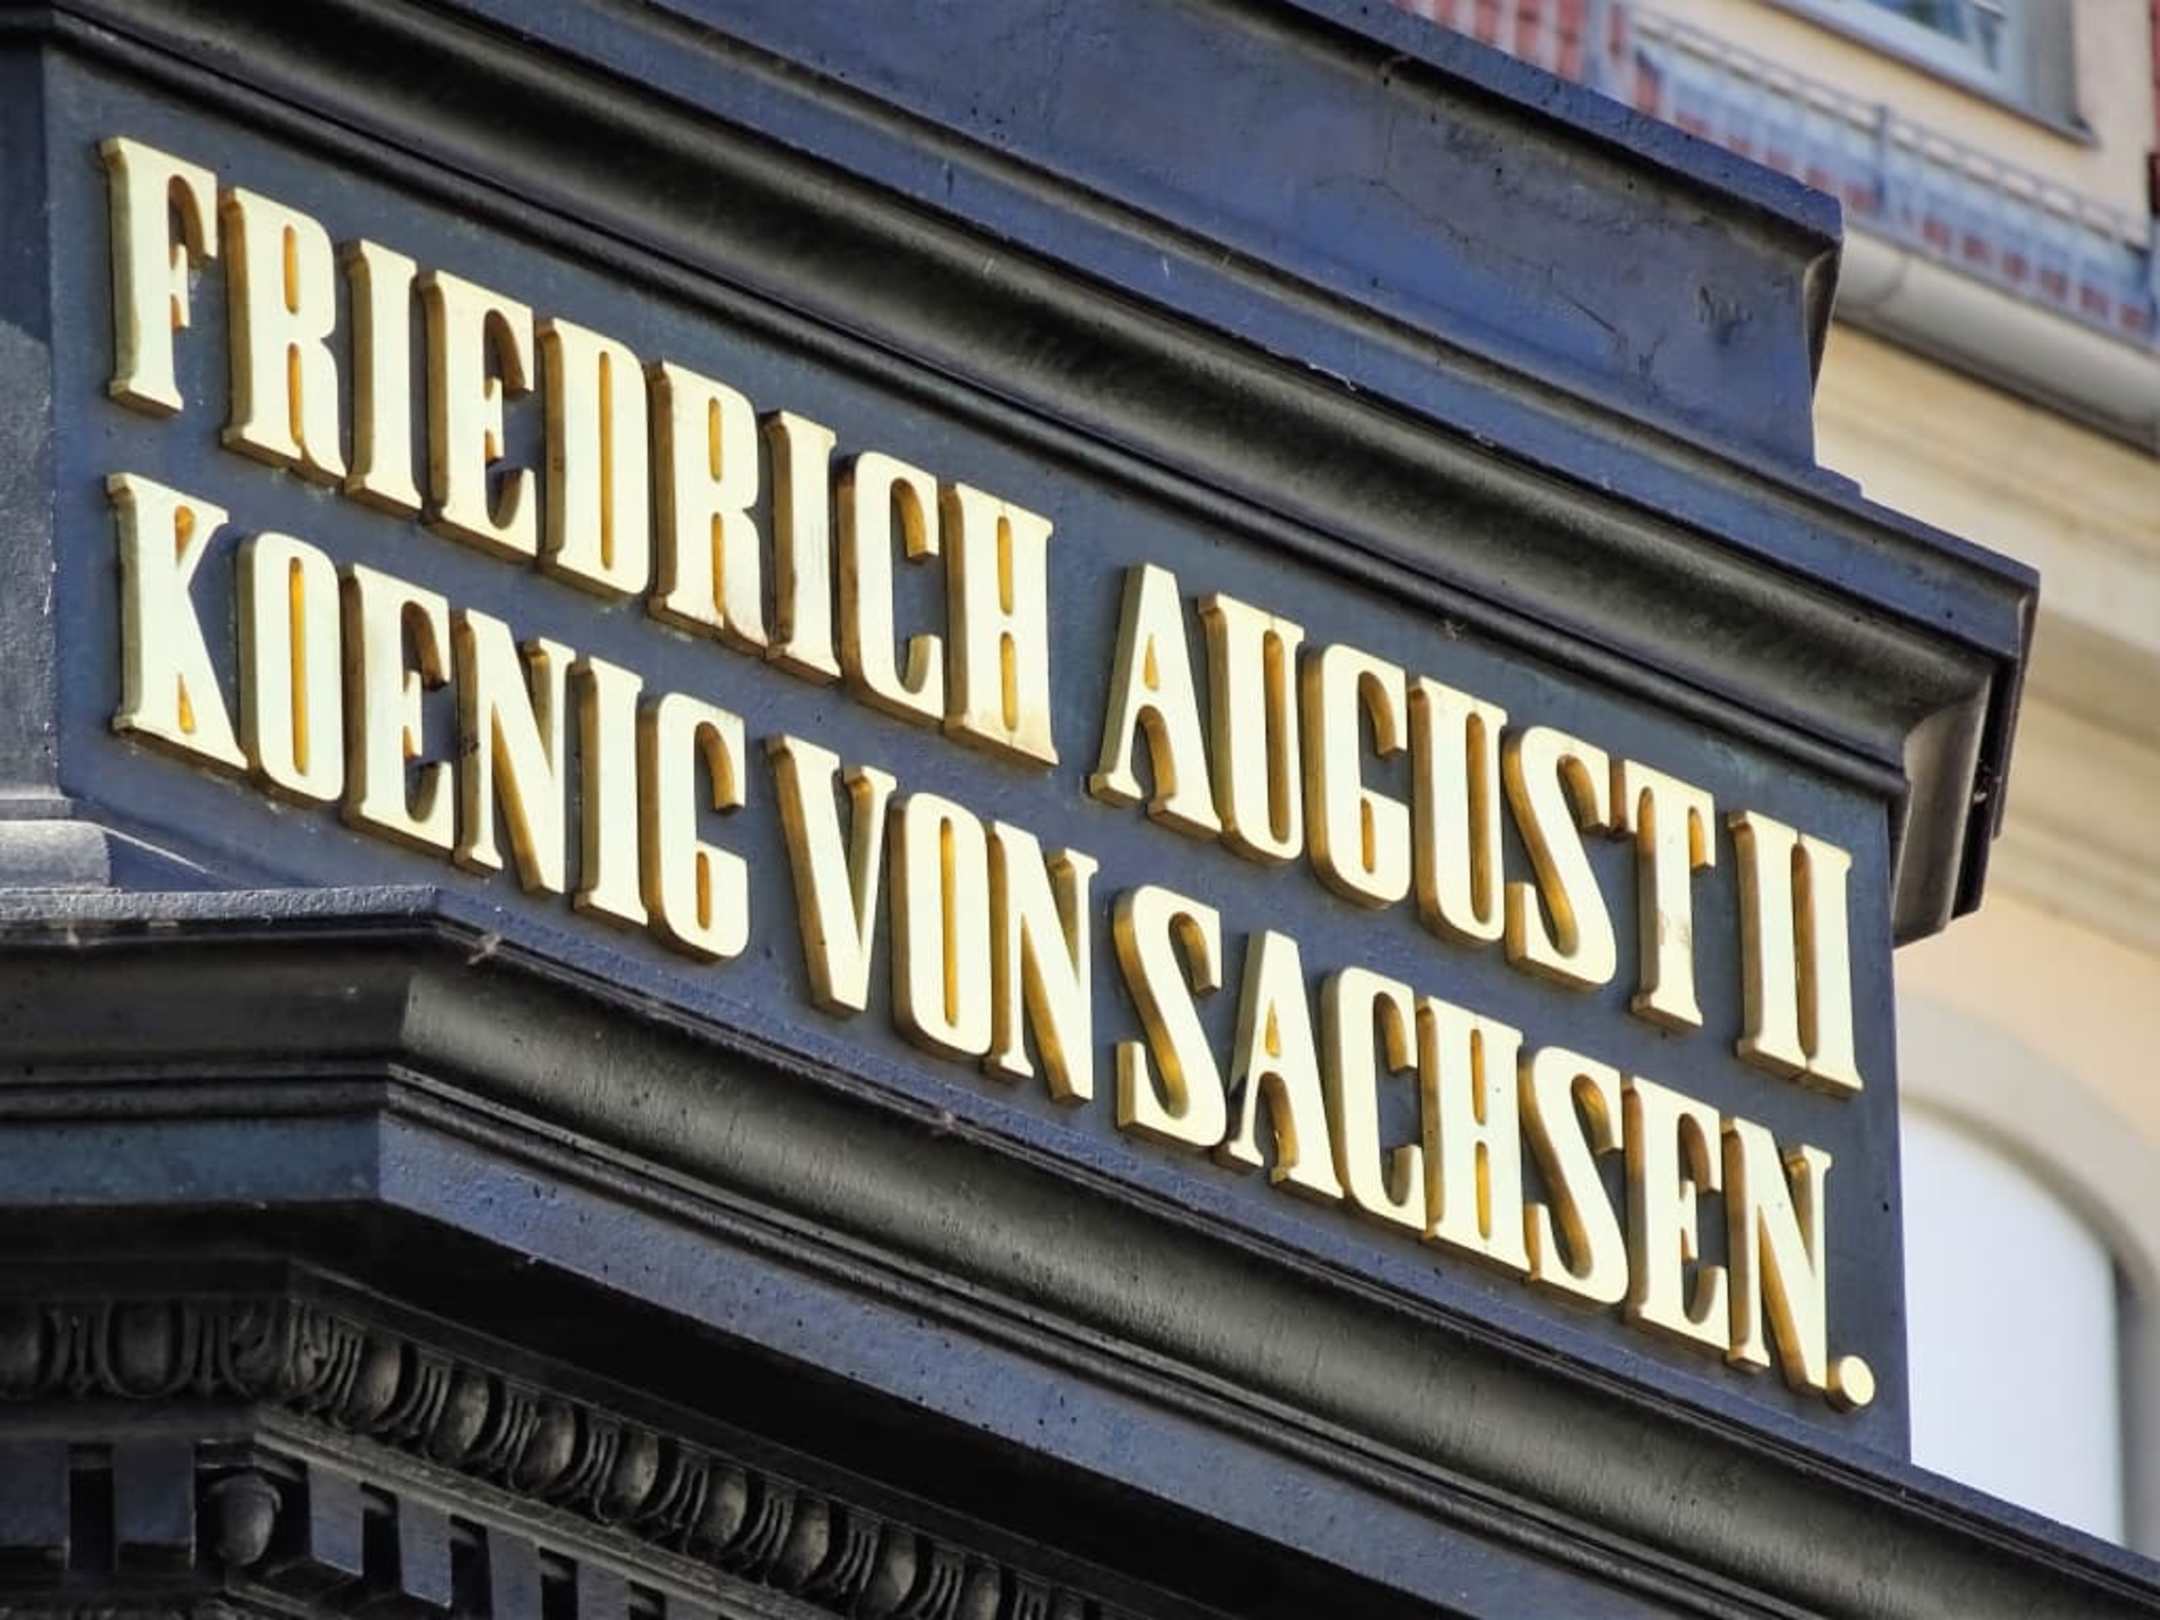 FRIEDRICH AUGUST II
KOENIG VON SACHSEN.